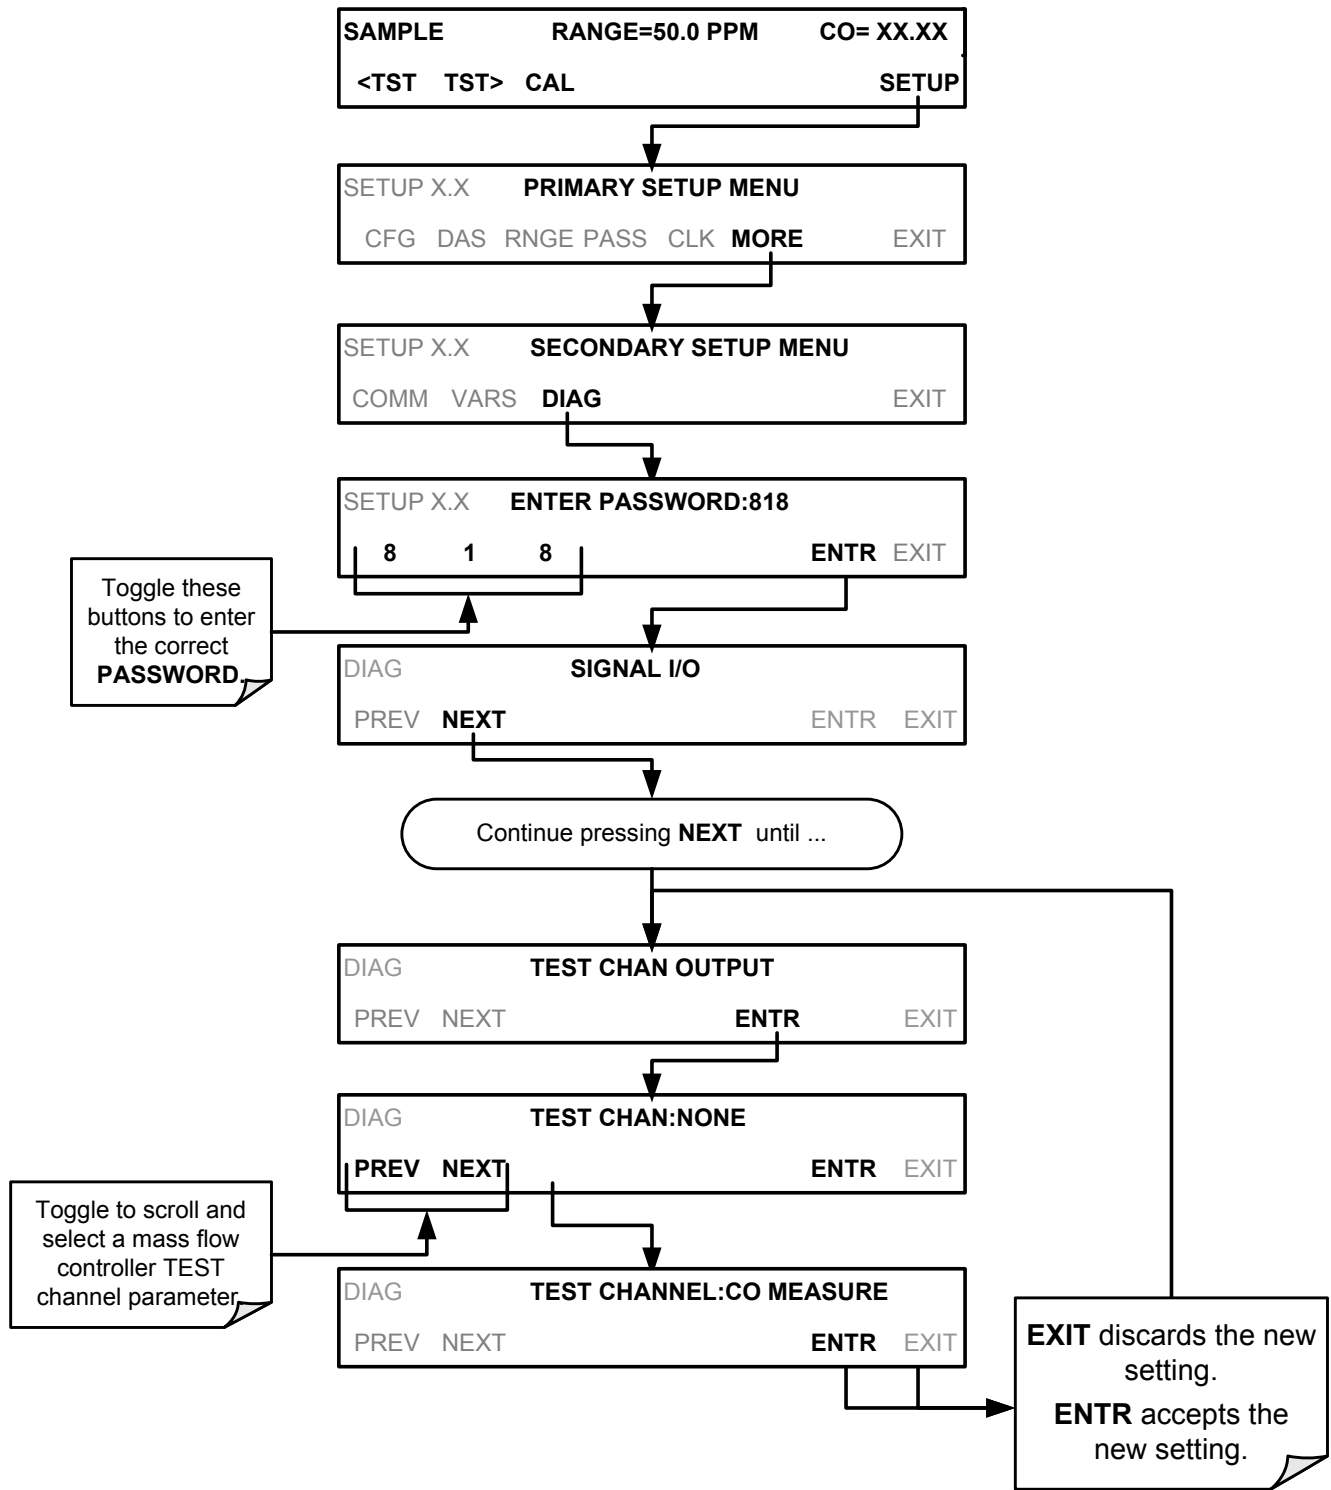 SAMPLE RANGE=50.0 PPM CO= XX.XX
<TST TST> CAL SETUP
SETUP X.X PRIMARY SETUP MENU
CFG DAS RNGE PASS CLK MORE EXIT
SETUP X.X SECONDARY SETUP MENU
COMM VARS DIAG EXIT
SETUP X.X ENTER PASSWORD:818
8 1 8 ENTR EXIT
Toggle these
buttons to enter
the correct
PASSWORD.
DIAG SIGNAL I/O
PREV NEXT ENTR EXIT
Continue pressing NEXT until ...
DIAG TEST CHAN OUTPUT
PREV NEXT ENTR EXIT
DIAG TEST CHAN:NONE
PREV NEXT ENTR EXIT
Toggle to scroll and
select a mass flow
controller TEST
channel parameter
DIAG TEST CHANNEL:CO MEASURE
PREV NEXT ENTR EXIT
EXIT discards the new
setting.
ENTR accepts the
new setting.